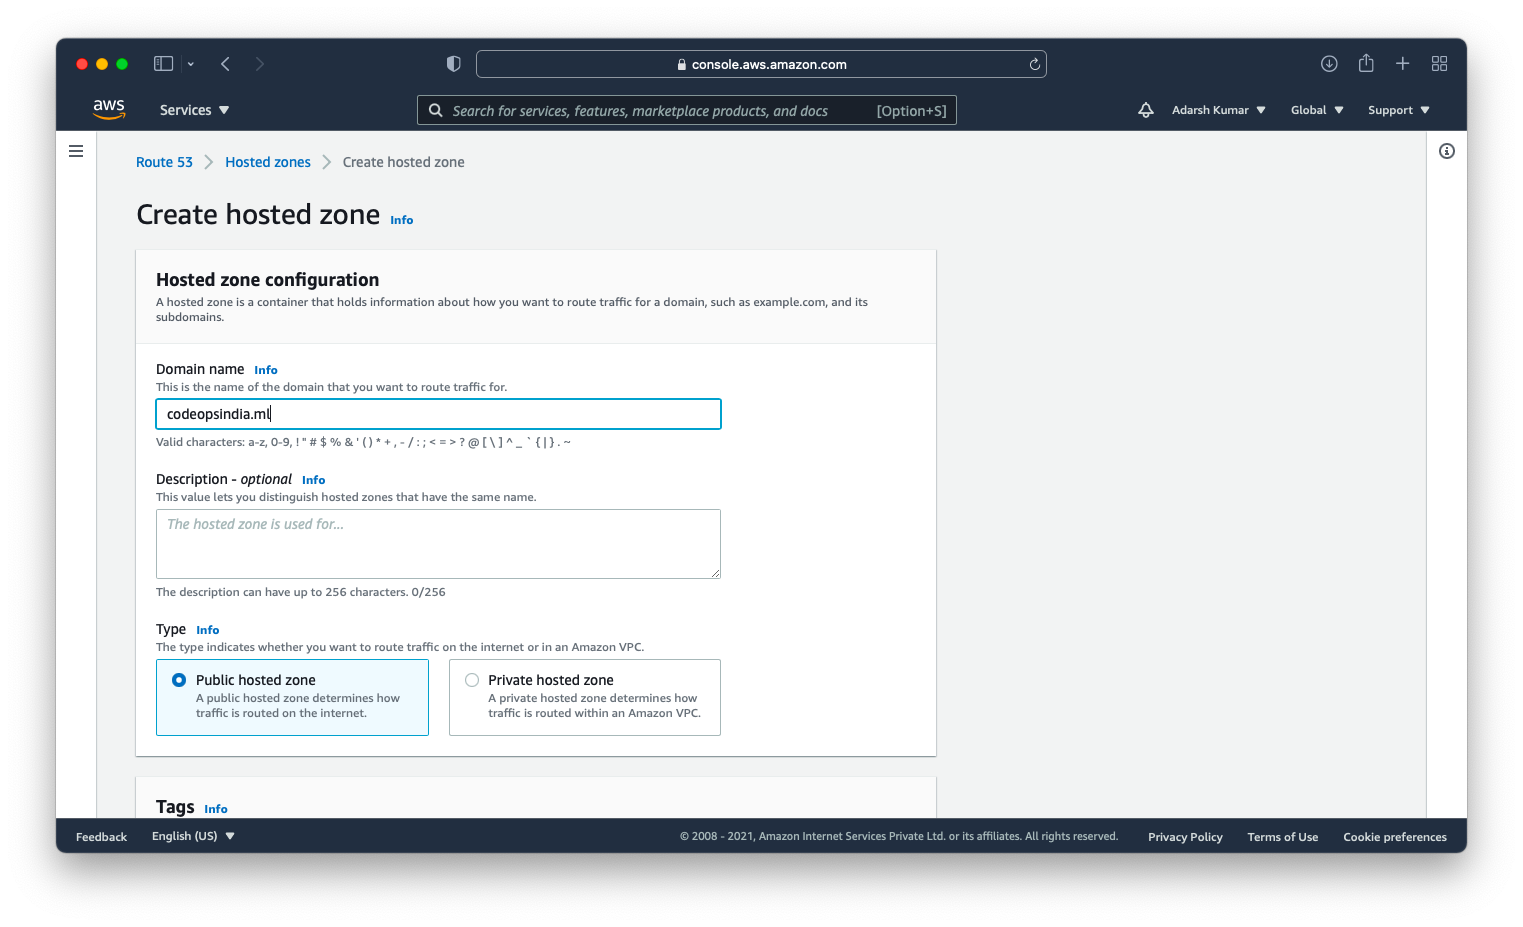 console.aws.amazon.com
aws
Services
Search for services, features, marketplace products, and docs [Option+S]
Adarsh Kumar
Global
Support
Route 53 > Hosted zones > Create hosted zone
Create hosted zone Info
Hosted zone configuration
A hosted zone is a container that holds information about how you want to route traffic for a domain, such as example.com, and its
subdomains.
Domain name Info
This is the name of the domain that you want to route traffic for.
codeopsindia.ml
Valid characters: a-z, 0-9, ! " # $ % & ' ( ) * + , - / : ; < = > ? @ [ \ ] ^ _ ` { | } . ~
Description - optional Info
This value lets you distinguish hosted zones that have the same name.
The hosted zone is used for...
The description can have up to 256 characters. 0/256
Type Info
The type indicates whether you want to route traffic on the internet or in an Amazon VPC.
Public hosted zone
A public hosted zone determines how
traffic is routed on the internet.
Private hosted zone
A private hosted zone determines how
traffic is routed within an Amazon VPC.
Tags Info
Feedback
English (US)
© 2008 - 2021, Amazon Internet Services Private Ltd. or its affiliates. All rights reserved.
Privacy Policy
Terms of Use
Cookie preferences